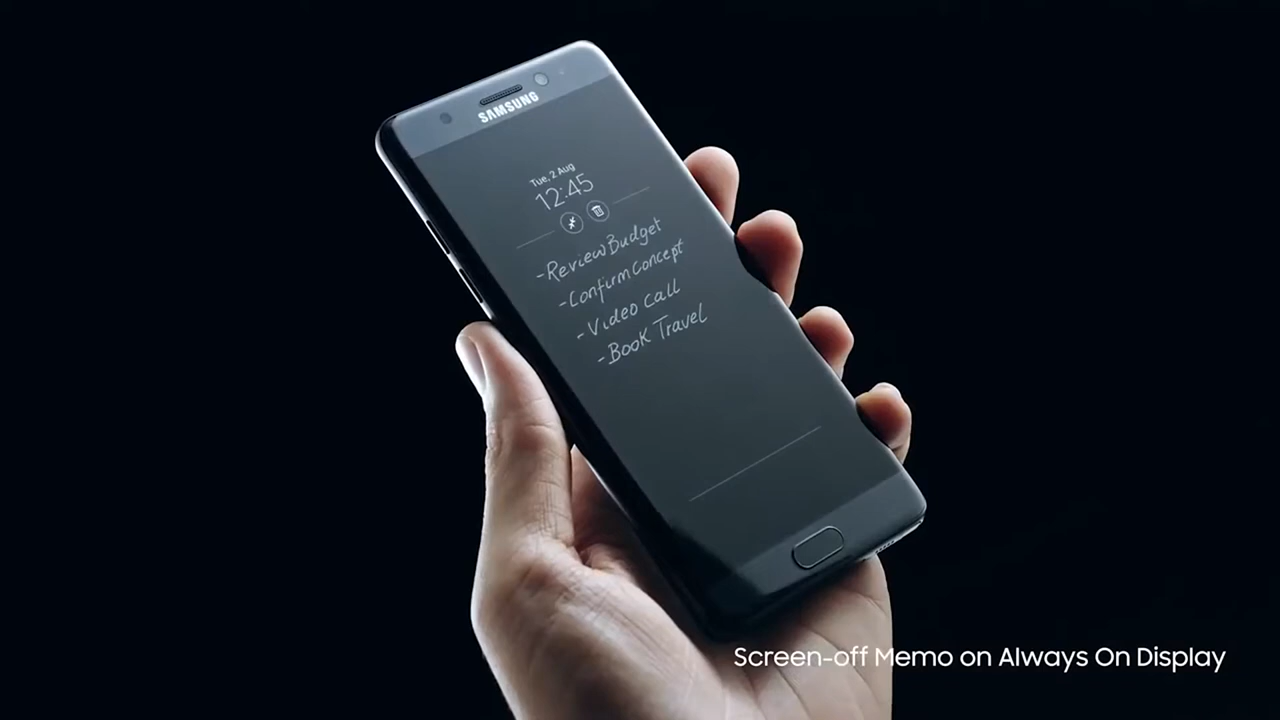 SAMSUNG
Tue, 2 Aug
12:45
-Review Budget
-Confirm Concept
-Video Call
-Book Travel
Screen-off Memo on Always On Display